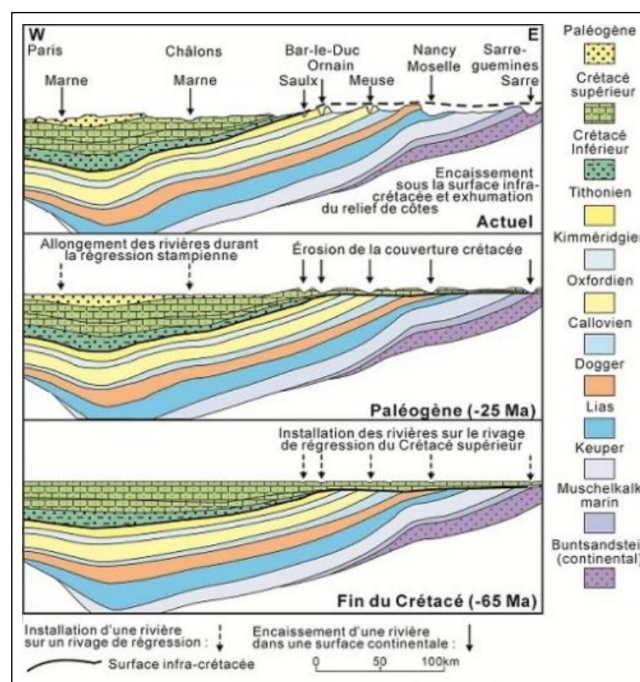 W
E
Paris
Châlons
Bar-le-Duc
Nancy
Sarre-
Ornain
Moselle
guemines
Marne
Marne
Saulx
Meuse
Sarre
Encaissement
sous la surface infra-
crétacée et exhumation
du relief de côtes
Actuel
Allongement des rivières durant
la régression stampienne
Érosion de la couverture crétacée
Paléogène (-25 Ma)
Installation des rivières sur le rivage
de régression du Crétacé supérieur
Fin du Crétacé (-65 Ma)
Installation d'une rivière
sur un rivage de régression :
Encaissement d'une rivière
dans une surface continentale :
Surface infra-crétacée
0 50 100km
Paléogène
Crétacé
supérieur
Crétacé
Inférieur
Tithonien
Kimméridgie
Oxfordien
Callovien
Dogger
Lias
Keuper
Muschelkalk
marin
Buntsandstei
(continental)